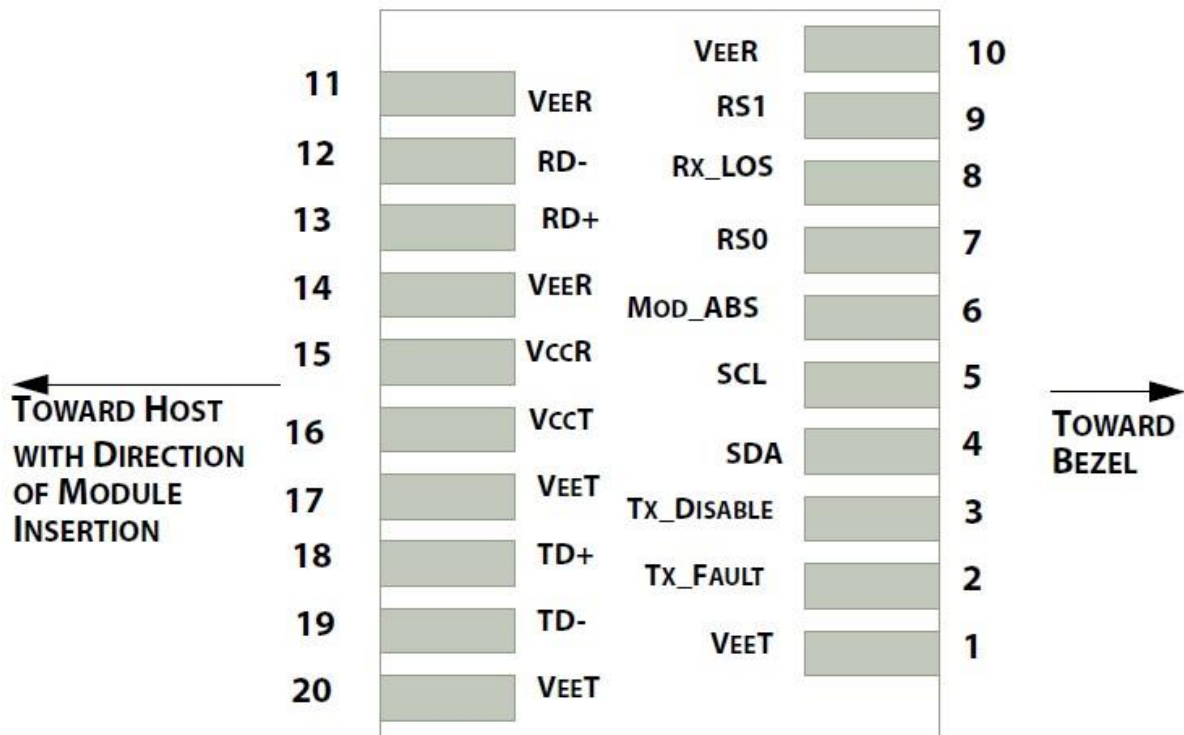 11 VEER
12 RD-
13 RD+
14 VEER
15 VCCR
16 VCCT
17 VEET
18 TD+
19 TD-
20 VEET
VEER 10
RS1 9
RX_LOS 8
RS0 7
MOD_ABS 6
SCL 5
SDA 4
TX_DISABLE 3
TX_FAULT 2
VEET 1
TOWARD HOST
WITH DIRECTION
OF MODULE
INSERTION
TOWARD
BEZEL